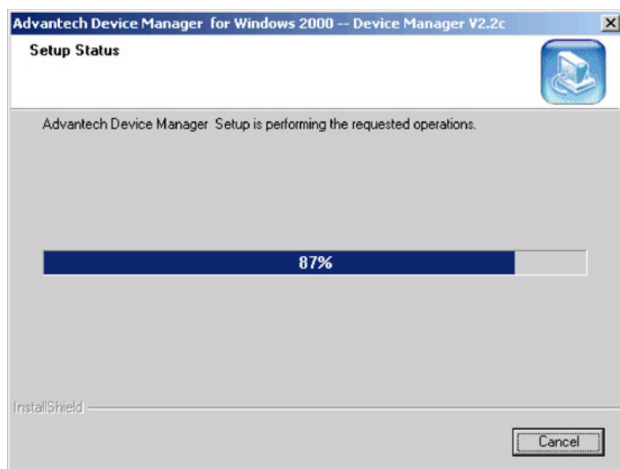 Advantech Device Manager for Windows 2000 -- Device Manager V2.2c
Setup Status
Advantech Device Manager Setup is performing the requested operations.
87%
InstallShield
Cancel